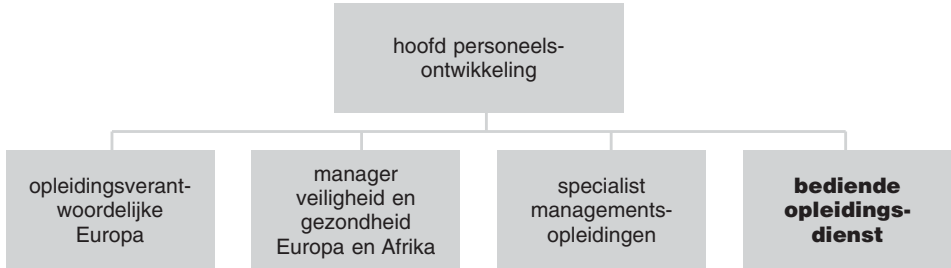 hoofd personeels-
ontwikkeling
opleidingsverant-
woordelijke
Europa
manager
veiligheid en
gezondheid
Europa en Afrika
specialist
managements-
opleidingen
bediende
opleidings-
dienst